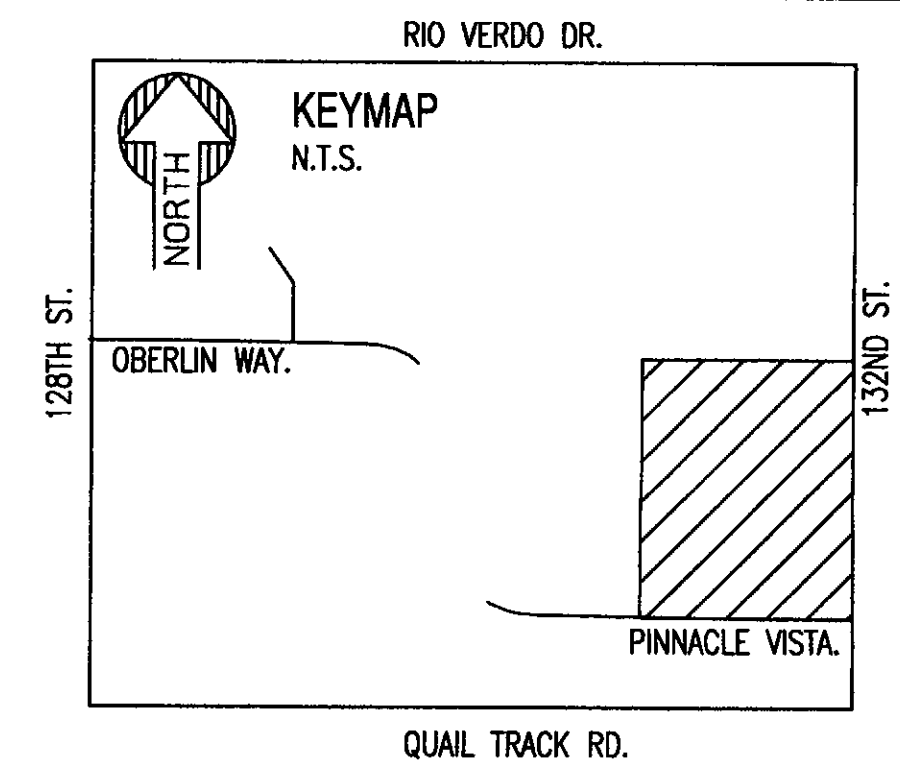 RIO VERDO DR.
KEYMAP
N.T.S.
NORTH
128TH ST.
132ND ST.
OBERLIN WAY.
PINNACLE VISTA.
QUAIL TRACK RD.